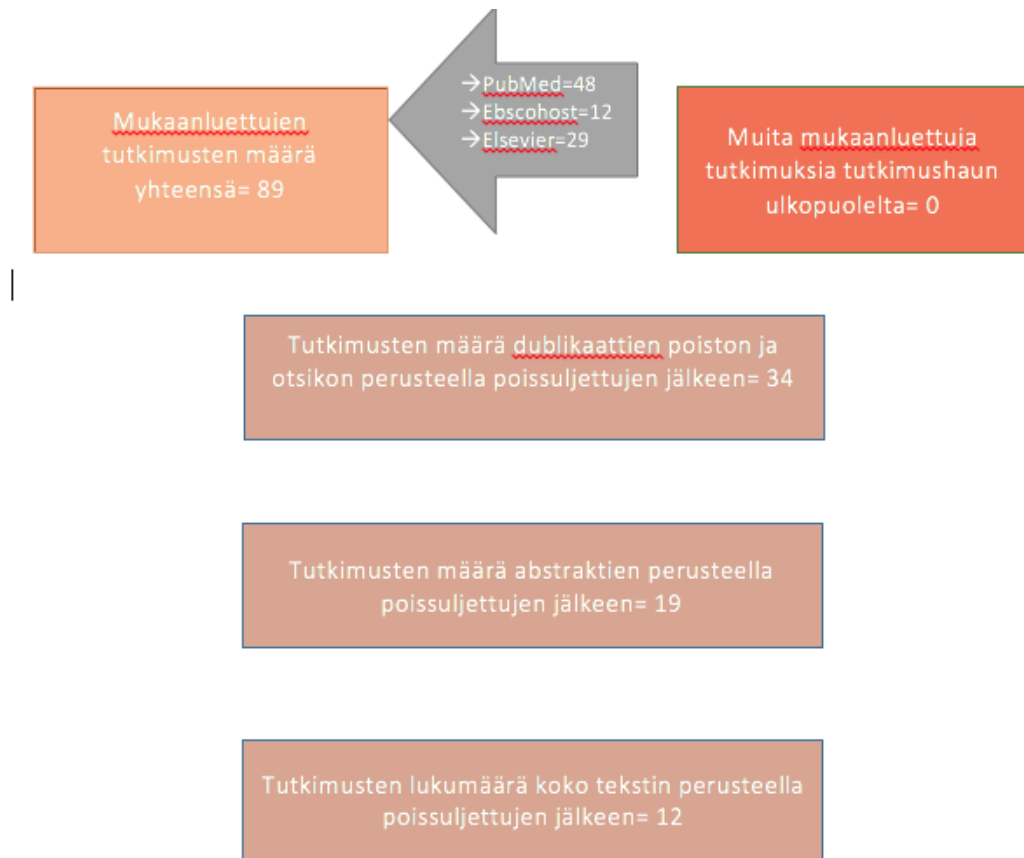 Mukaanluettujen
tutkimusten määrä
yhteensä= 89
→PubMed=48
→Ebscohost=12
→Elsevier=29
Muita mukaanluettuja
tutkimuksia tutkimushaun
ulkopuolelta= 0
Tutkimusten määrä dublikaattien poiston ja
otsikon perusteella poissuljettujen jälkeen= 34
Tutkimusten määrä abstraktien perusteella
poissuljettujen jälkeen= 19
Tutkimusten lukumäärä koko tekstin perusteella
poissuljettujen jälkeen= 12